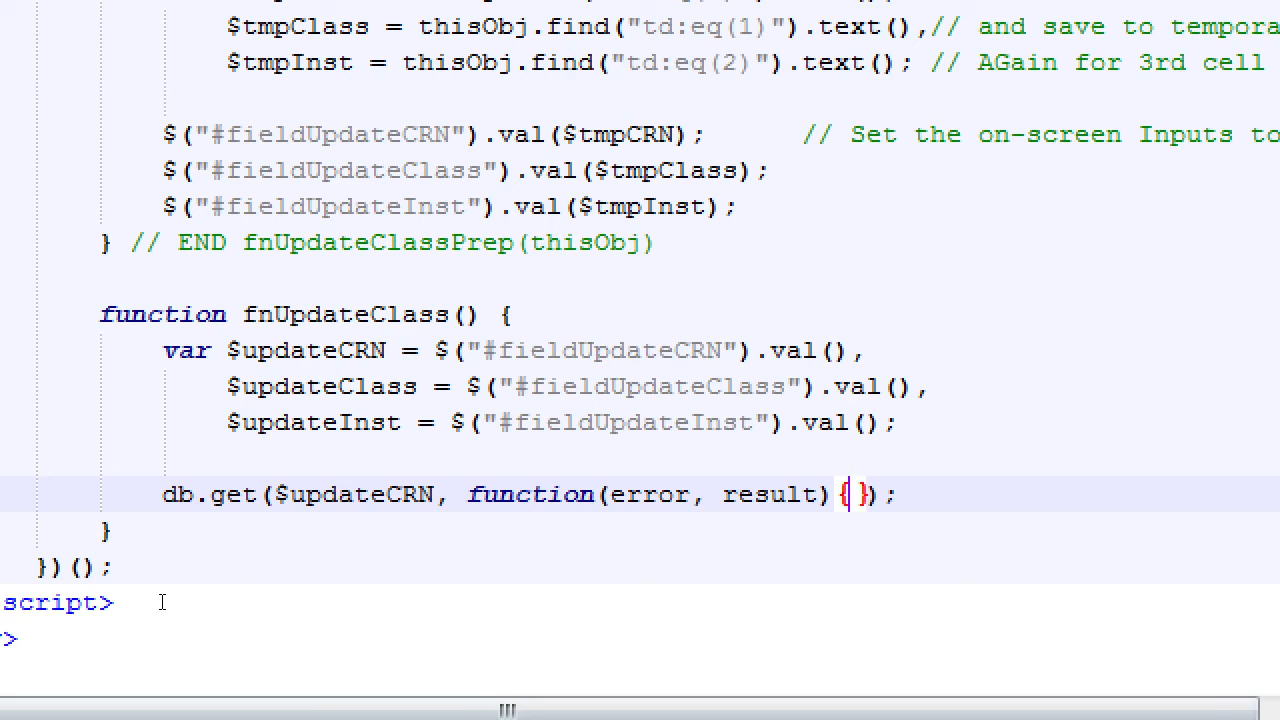 $tmpClass = thisObj.find("td:eq(1)").text(),// and save to tempora
$tmpInst = thisObj.find("td:eq(2)").text(); // AGain for 3rd cell
$("#fieldUpdateCRN").val($tmpCRN); // Set the on-screen Inputs to
$("#fieldUpdateClass").val($tmpClass);
$("#fieldUpdateInst").val($tmpInst);
} // END fnUpdateClassPrep(thisObj)
function fnUpdateClass() {
var $updateCRN = $("#fieldUpdateCRN").val(),
$updateClass = $("#fieldUpdateClass").val(),
$updateInst = $("#fieldUpdateInst").val();
db.get($updateCRN, function(error, result){});
}
})();
script>
>